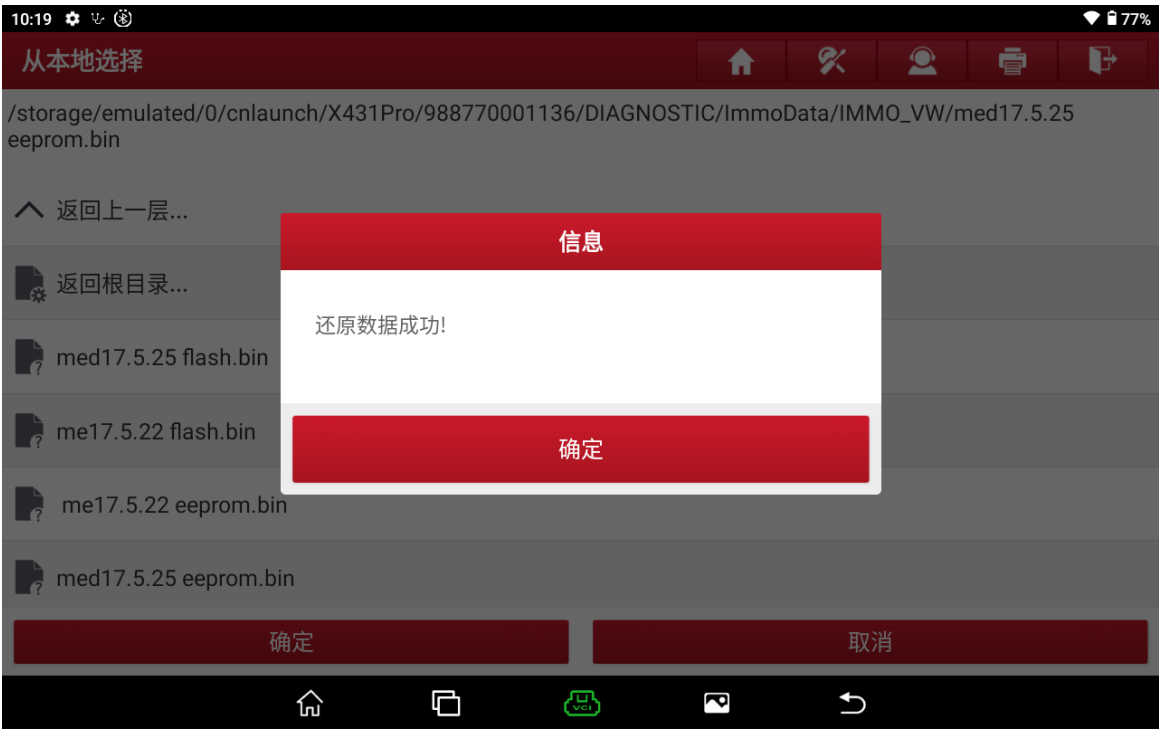 10:19
77%
从本地选择
/storage/emulated/0/cnlaunch/X431Pro/988770001136/DIAGNOSTIC/ImmoData/IMMO_VW/med17.5.25
eeprom.bin
返回上一层...
信息
返回根目录...
还原数据成功!
med17.5.25 flash.bin
me17.5.22 flash.bin
确定
me17.5.22 eeprom.bin
med17.5.25 eeprom.bin
确定
取消
VCI